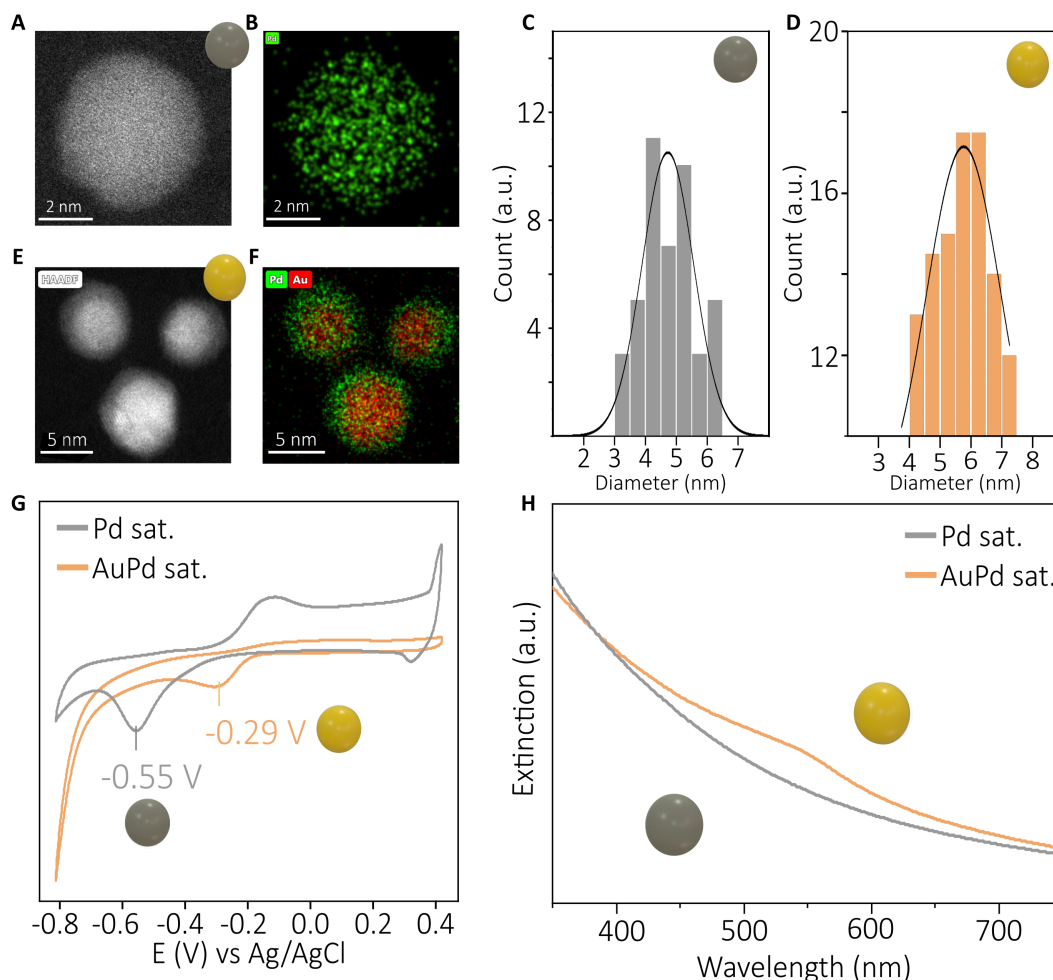 A
2 nm
B
Pd
2 nm
C
12
8
4
Count (a.u.)
2 3 4 5 6 7
Diameter (nm)
D
20
16
12
Count (a.u.)
3 4 5 6 7 8
Diameter (nm)
E
HAADF
5 nm
F
Pd Au
5 nm
G
Pd sat.
AuPd sat.
-0.29 V
-0.55 V
-0.8 -0.6 -0.4 -0.2 0.0 0.2 0.4
E (V) vs Ag/AgCl
H
Pd sat.
AuPd sat.
Extinction (a.u.)
400 500 600 700
Wavelength (nm)